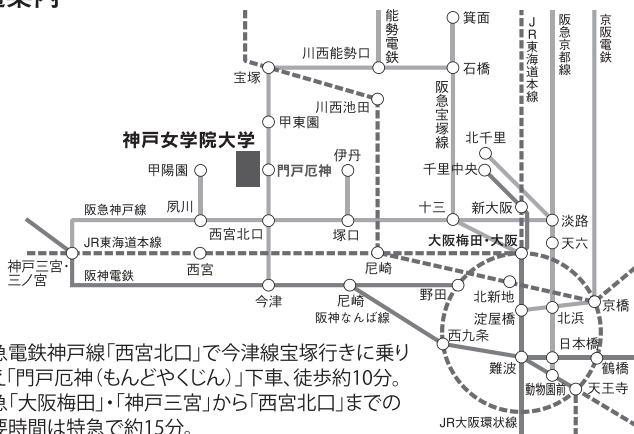 能勢電鉄
箕面
JR東海道本線
阪急京都線
京阪電鉄
川西能勢口
宝塚
石橋
川西池田
阪急宝塚線
甲東園
神戸女学院大学
北千里
伊丹
甲陽園
門戸厄神
千里中央
夙川
十三
新大阪
阪急神戸線
西宮北口
塚口
淡路
JR東海道本線
大阪梅田・大阪
天六
神戸三宮・
三ノ宮
西宮
尼崎
阪神電鉄
今津
尼崎
野田
北新地
京橋
阪神なんば線
淀屋橋
北浜
西九条
日本橋
急電鉄神戸線「西宮北口」で今津線宝塚行きに乗り
「門戸厄神(もんどやくじん)」下車、徒歩約10分。
急「大阪梅田」・「神戸三宮」から「西宮北口」までの
要時間は特急で約15分。
難波
鶴橋
動物園前
天王寺
JR大阪環状線